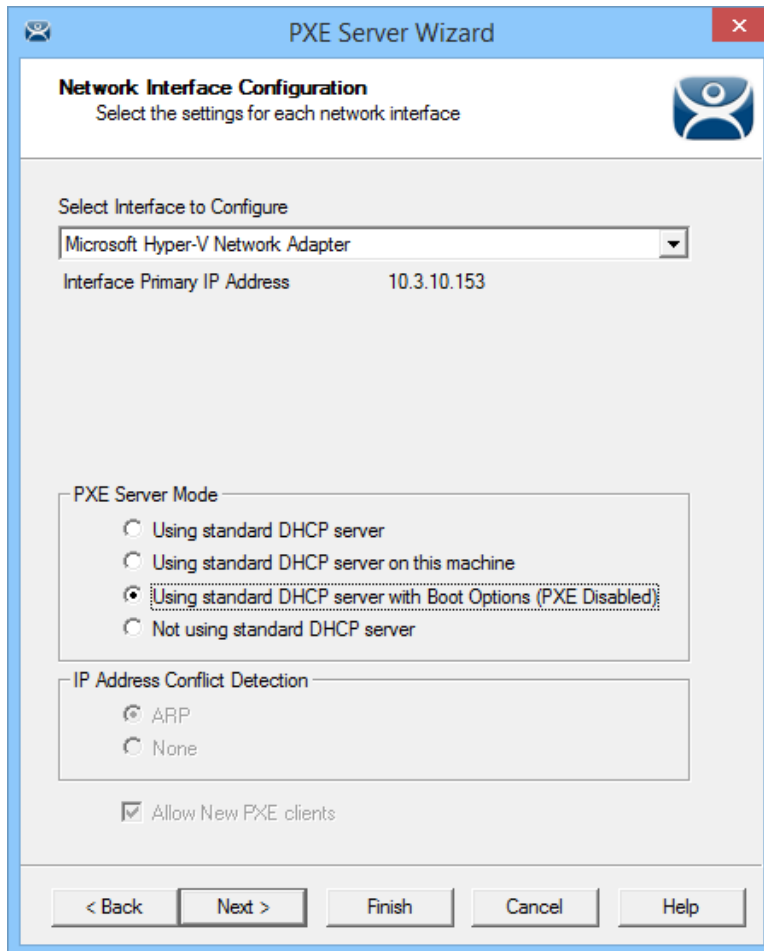 PXE Server Wizard
Network Interface Configuration
Select the settings for each network interface
Select Interface to Configure
Microsoft Hyper-V Network Adapter
Interface Primary IP Address 10.3.10.153
PXE Server Mode
Using standard DHCP server
Using standard DHCP server on this machine
Using standard DHCP server with Boot Options (PXE Disabled)
Not using standard DHCP server
IP Address Conflict Detection
ARP
None
Allow New PXE clients
< Back Next > Finish Cancel Help